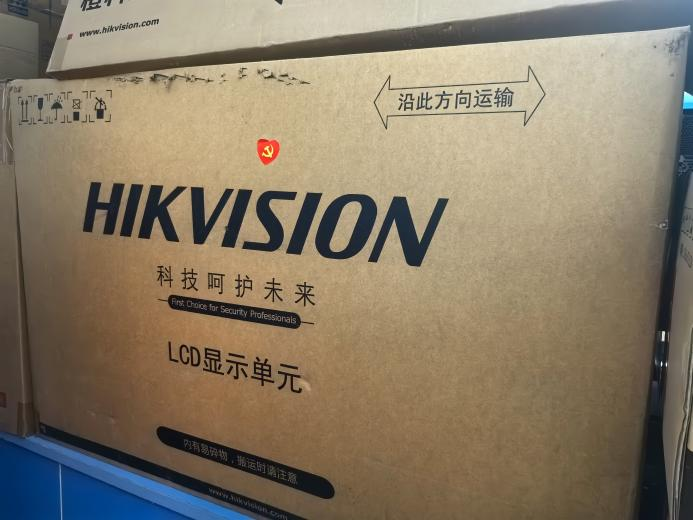 www.hikvision.com
沿此方向运输
HIKVISION
科技呵护未来
First Choice for Security Professionals
LCD显示单元
内有易碎物，搬运时请注意
www.hikvision.com